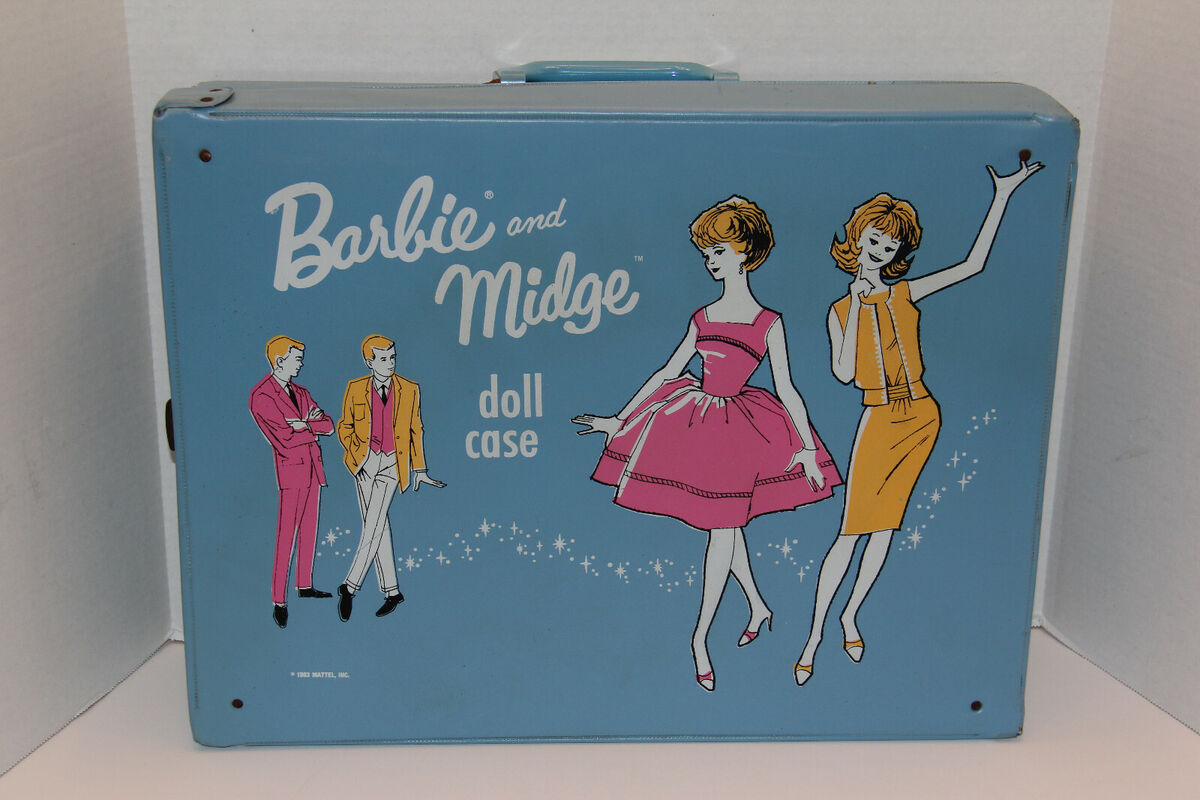 Barbie® and
Midge™
doll
case
© 1963 MATTEL, INC.